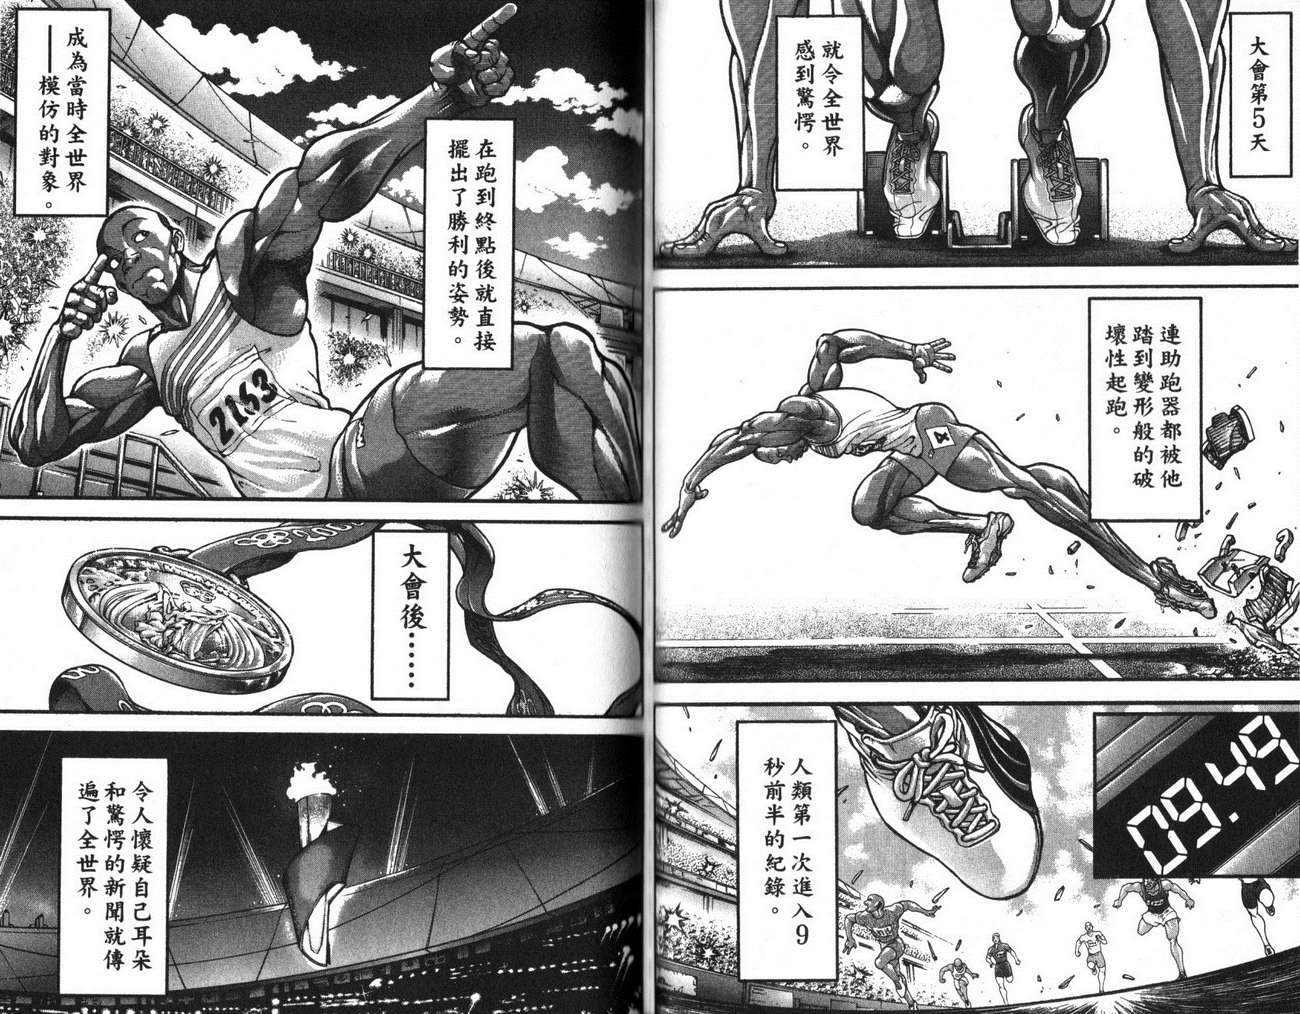 大會第5天
就令全世界
感到驚愕。
連助跑器都被他
踏到變形般的破
壞性起跑。
4
人類第一次進入9
秒前半的紀錄。
09.49
在跑到終點後就直接
擺出了勝利的姿勢。
成為當時全世界
——模仿的對象。
2163
大會後……
200
令人懷疑自己耳朵
和驚愕的新聞就傳
遍了全世界。